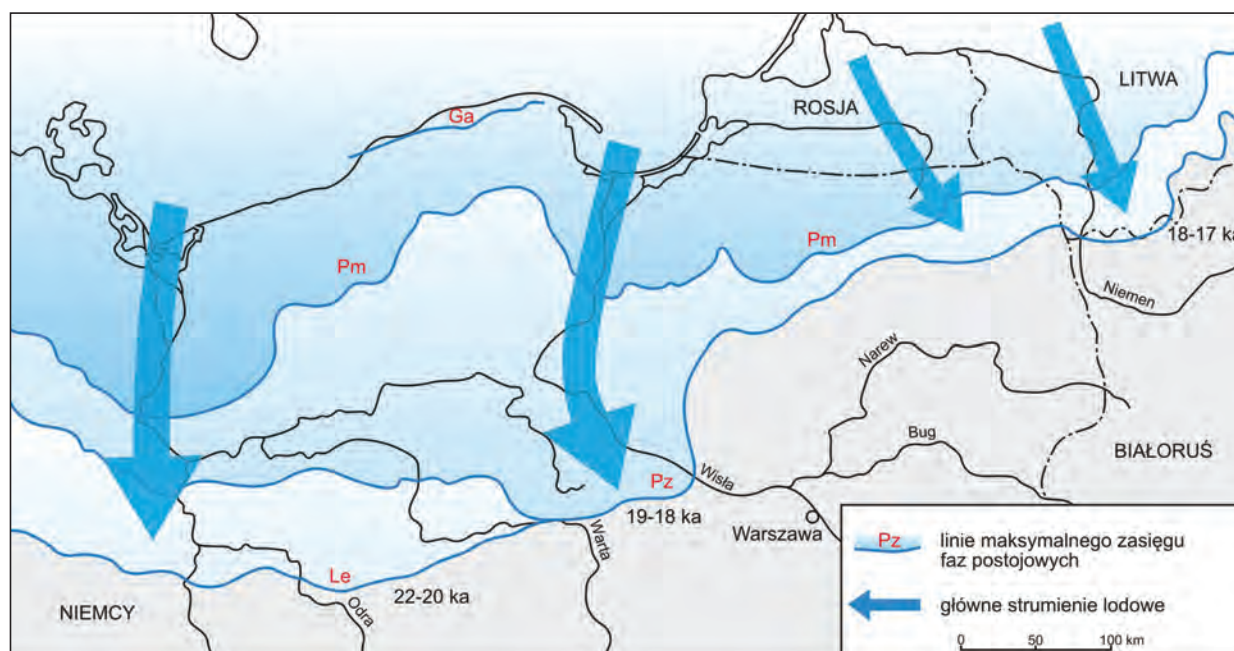 LITWA
ROSJA
Ga
Pm
Pm
18-17 ka
Niemen
Narew
Bug
BIAŁORUŚ
Wisła
Pz
19-18 ka
Warszawa
Warta
Le
22-20 ka
Odra
NIEMCY
Pz linie maksymalnego zasięgu
faz postojowych
główne strumienie lodowe
0 50 100 km